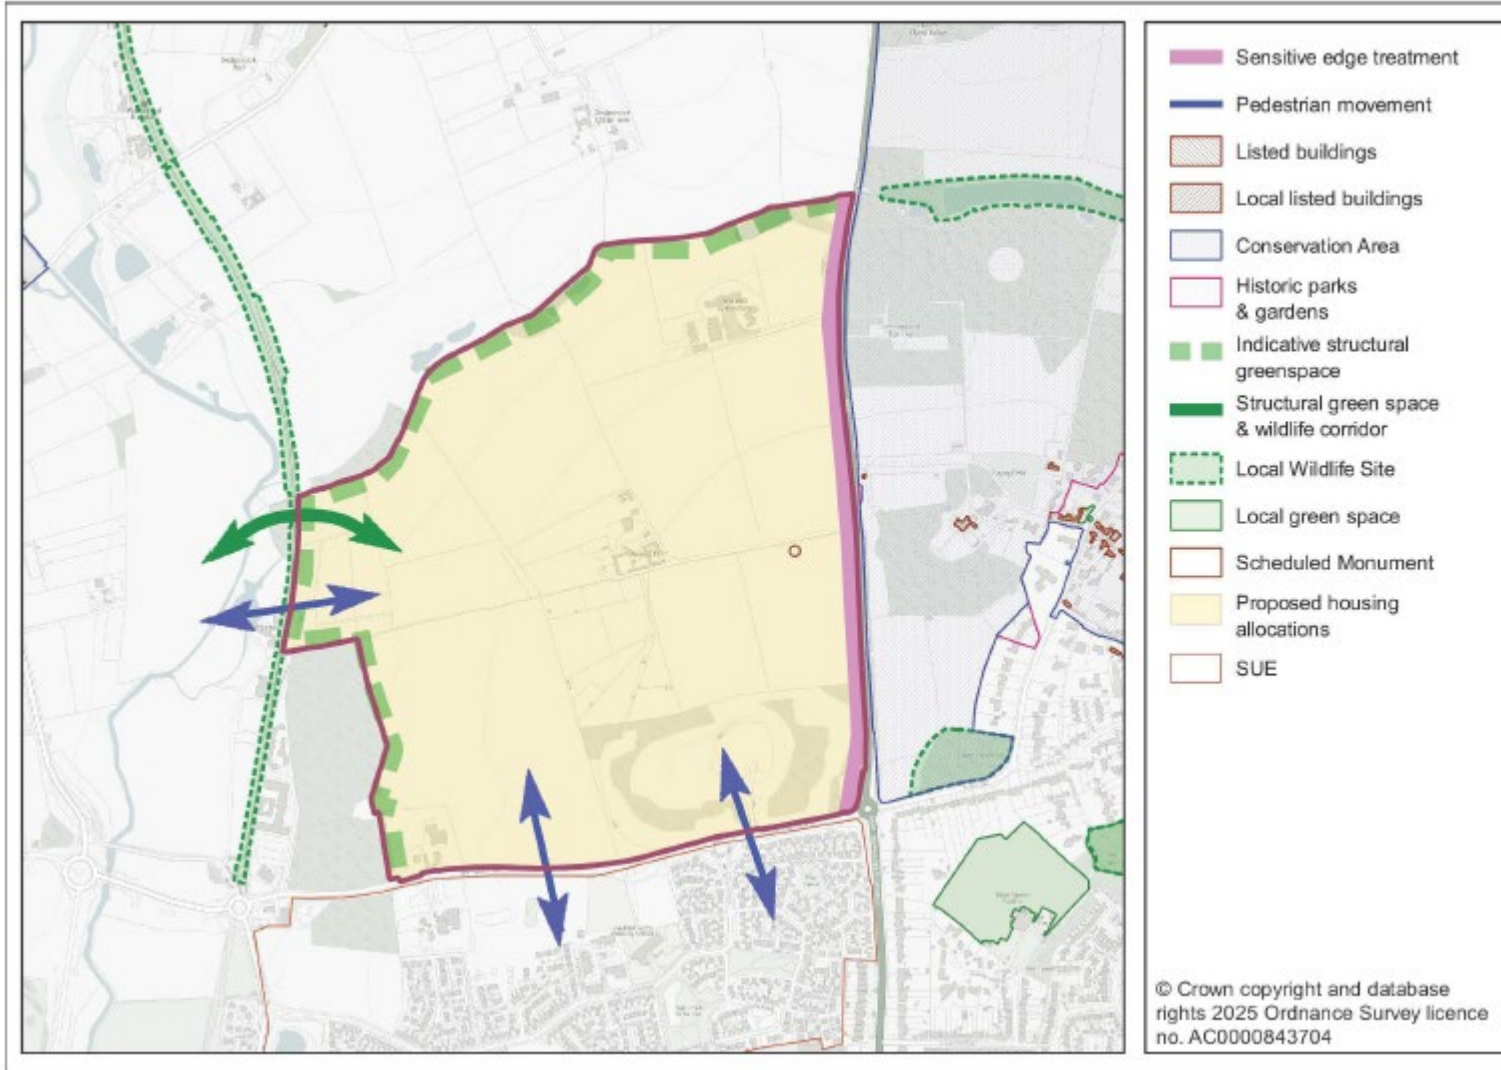 Sensitive edge treatment
Pedestrian movement
Listed buildings
Local listed buildings
Conservation Area
Historic parks
& gardens
Indicative structural
greenspace
Structural green space
& wildlife corridor
Local Wildlife Site
Local green space
Scheduled Monument
Proposed housing
allocations
SUE
© Crown copyright and database
rights 2025 Ordnance Survey licence
no. AC0000843704